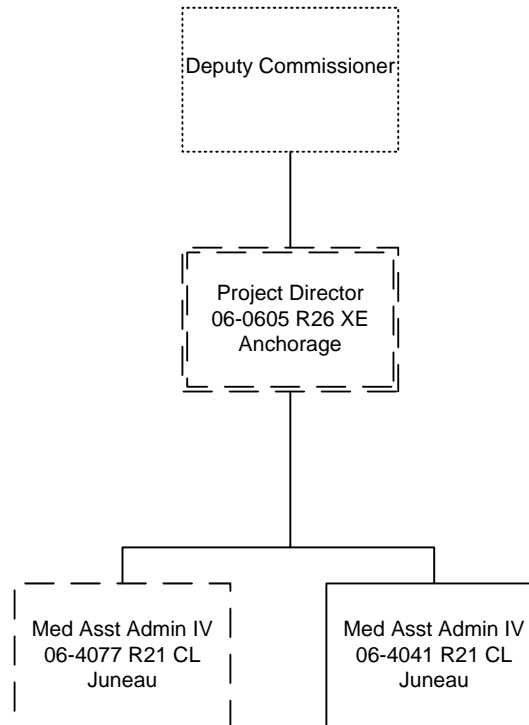 Deputy Commissioner
Project Director
06-0605 R26 XE
Anchorage
Med Asst Admin IV
06-4077 R21 CL
Juneau
Med Asst Admin IV
06-4041 R21 CL
Juneau